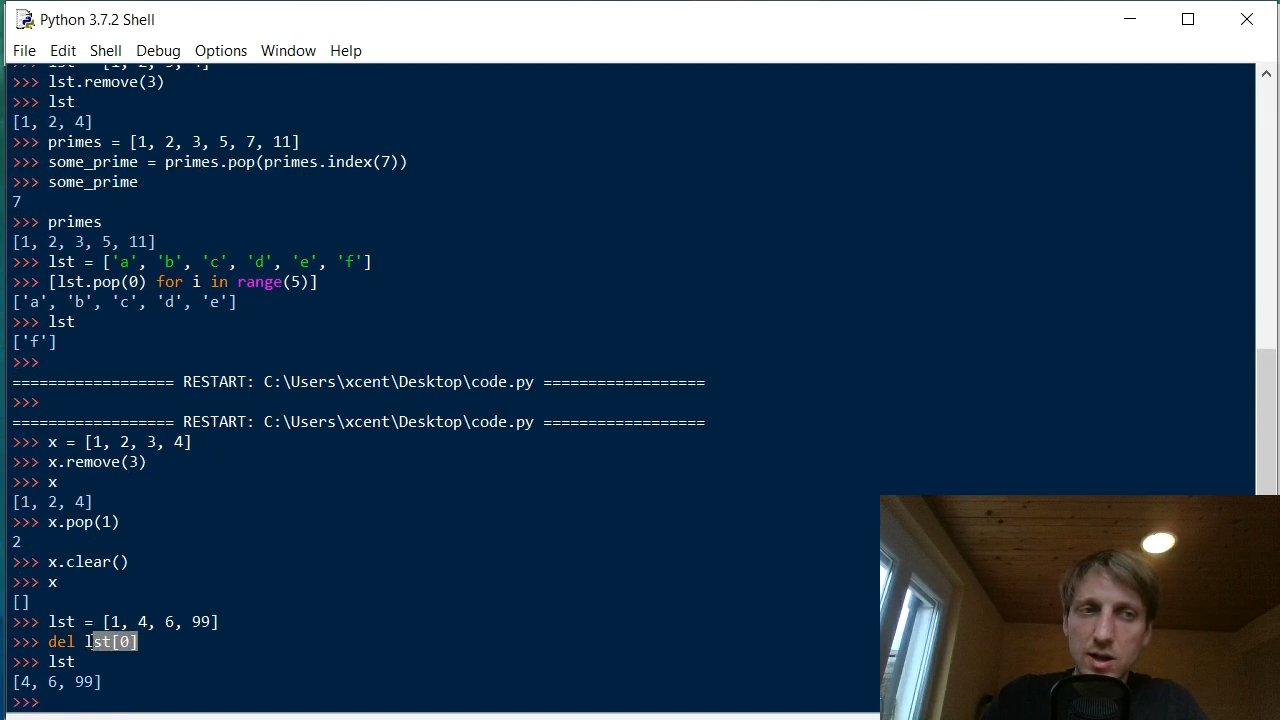 Python 3.7.2 Shell
File Edit Shell Debug Options Window Help
>>> lst.remove(3)
>>> lst
[1, 2, 4]
>>> primes = [1, 2, 3, 5, 7, 11]
>>> some_prime = primes.pop(primes.index(7))
>>> some_prime
7
>>> primes
[1, 2, 3, 5, 11]
>>> lst = ['a', 'b', 'c', 'd', 'e', 'f']
>>> [lst.pop(0) for i in range(5)]
['a', 'b', 'c', 'd', 'e']
>>> lst
['f']
>>>
================== RESTART: C:\Users\xcent\Desktop\code.py ==================
>>>
================== RESTART: C:\Users\xcent\Desktop\code.py ==================
>>> x = [1, 2, 3, 4]
>>> x.remove(3)
>>> x
[1, 2, 4]
>>> x.pop(1)
2
>>> x.clear()
>>> x
[]
>>> lst = [1, 4, 6, 99]
>>> del lst[0]
>>> lst
[4, 6, 99]
>>>